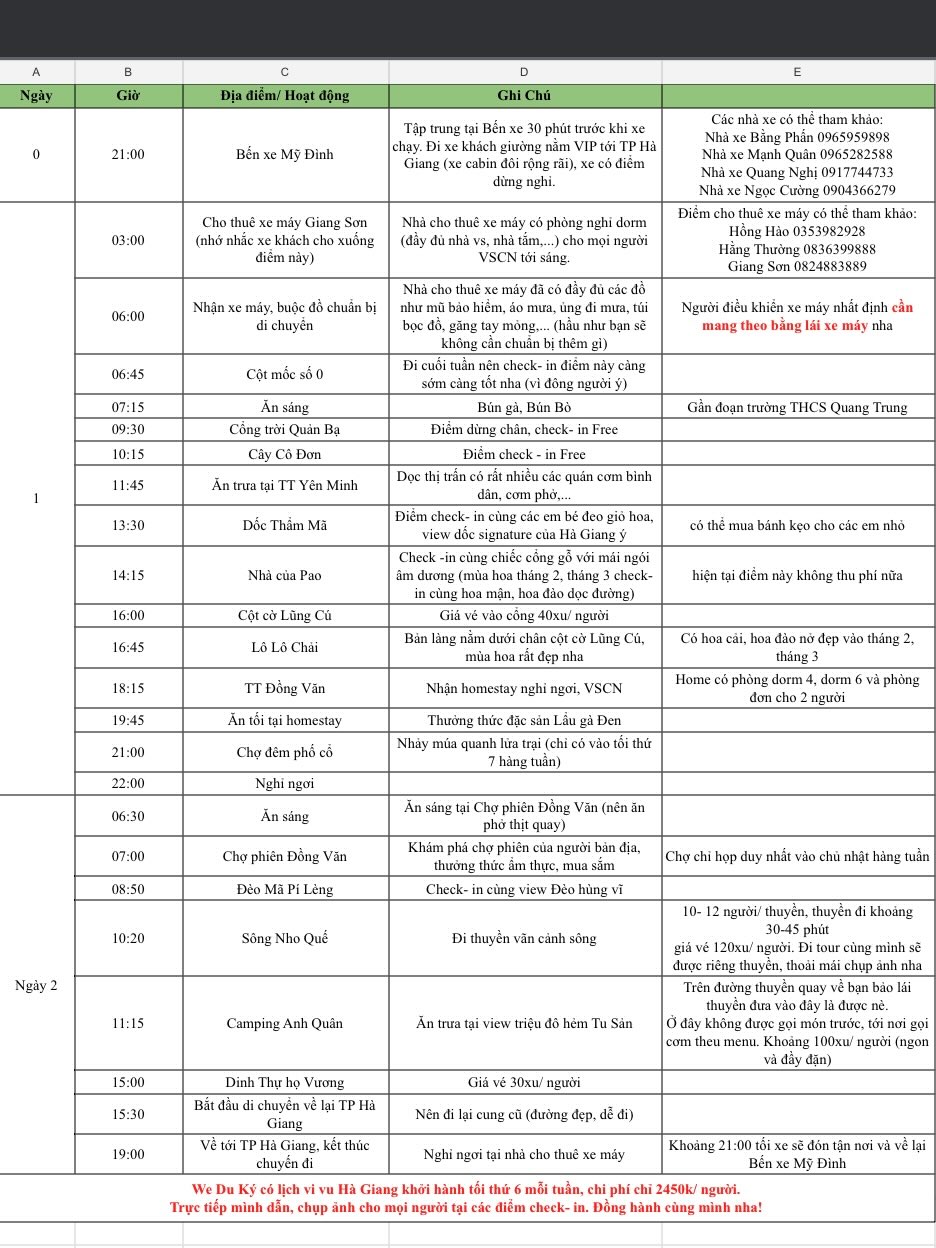 A B C D E
Ngày Giờ Địa điểm/ Hoạt động Ghi Chú
0
21:00
Bến xe Mỹ Đình
Tập trung tại Bến xe 30 phút trước khi xe
chạy. Đi xe khách giường nằm VIP tới TP Hà
Giang (xe cabin đôi rộng rãi), xe có điểm
dừng nghỉ.
Các nhà xe có thể tham khảo:
Nhà xe Bằng Phấn 0965959898
Nhà xe Mạnh Quân 0965282588
Nhà xe Quang Nghị 0917744733
Nhà xe Ngọc Cường 0904366279
1
03:00
Cho thuê xe máy Giang Sơn
(nhớ nhắc xe khách cho xuống
điểm này)
Nhà cho thuê xe máy có phòng nghỉ dorm
(đầy đủ nhà vs, nhà tắm,...) cho mọi người
VSCN tới sáng.
Điểm cho thuê xe máy có thể tham khảo:
Hồng Hào 0353982928
Hằng Thường 0836399888
Giang Sơn 0824883889
06:00
Nhận xe máy, buộc đồ chuẩn bị
di chuyển
Nhà cho thuê xe máy đã có đầy đủ các đồ
như mũ bảo hiểm, áo mưa, ủng đi mưa, túi
bọc đồ, găng tay mỏng,... (hầu như bạn sẽ
không cần chuẩn bị thêm gì)
Người điều khiển xe máy nhất định cần
mang theo bằng lái xe máy nha
06:45
Cột mốc số 0
Đi cuối tuần nên check- in điểm này càng
sớm càng tốt nha (vì đông người ý)
07:15
Ăn sáng
Bún gà, Bún Bò
Gần đoạn trường THCS Quang Trung
09:30
Cổng trời Quản Bạ
Điểm dừng chân, check- in Free
10:15
Cây Cô Đơn
Điểm check - in Free
11:45
Ăn trưa tại TT Yên Minh
Dọc thị trấn có rất nhiều các quán cơm bình
dân, cơm phở,...
13:30
Dốc Thẩm Mã
Điểm check- in cùng các em bé đeo giỏ hoa,
view dốc signature của Hà Giang ý
có thể mua bánh kẹo cho các em nhỏ
14:15
Nhà của Pao
Check -in cùng chiếc cổng gỗ với mái ngói
âm dương (mùa hoa tháng 2, tháng 3 check-
in cùng hoa mận, hoa đào dọc đường)
hiện tại điểm này không thu phí nữa
16:00
Cột cờ Lũng Cú
Giá vé vào cổng 40xu/ người
16:45
Lô Lô Chải
Bản làng nằm dưới chân cột cờ Lũng Cú,
mùa hoa rất đẹp nha
Có hoa cải, hoa đào nở đẹp vào tháng 2,
tháng 3
18:15
TT Đồng Văn
Nhận homestay nghỉ ngơi, VSCN
Home có phòng dorm 4, dorm 6 và phòng
đơn cho 2 người
19:45
Ăn tối tại homestay
Thưởng thức đặc sản Lẩu gà Đen
21:00
Chợ đêm phố cổ
Nhảy múa quanh lửa trại (chỉ có vào tối thứ
7 hàng tuần)
22:00
Nghỉ ngơi
Ngày 2
06:30
Ăn sáng
Ăn sáng tại Chợ phiên Đồng Văn (nên ăn
phở thịt quay)
07:00
Chợ phiên Đồng Văn
Khám phá chợ phiên của người bản địa,
thưởng thức ẩm thực, mua sắm
Chợ chỉ họp duy nhất vào chủ nhật hàng tuần
08:50
Đèo Mã Pí Lèng
Check- in cùng view Đèo hùng vĩ
10:20
Sông Nho Quế
Đi thuyền vãn cảnh sông
10- 12 người/ thuyền, thuyền đi khoảng
30-45 phút
giá vé 120xu/ người. Đi tour cùng mình sẽ
được riêng thuyền, thoải mái chụp ảnh nha
11:15
Camping Anh Quân
Ăn trưa tại view triệu đô hẻm Tu Sản
Trên đường thuyền quay về bạn bảo lái
thuyền đưa vào đây là được nè.
Ở đây không được gọi món trước, tới nơi gọi
cơm theu menu. Khoảng 100xu/ người (ngon
và đầy đặn)
15:00
Dinh Thự họ Vương
Giá vé 30xu/ người
15:30
Bắt đầu di chuyển về lại TP Hà
Giang
Nên đi lại cung cũ (đường đẹp, dễ đi)
19:00
Về tới TP Hà Giang, kết thúc
chuyến đi
Nghỉ ngơi tại nhà cho thuê xe máy
Khoảng 21:00 tối xe sẽ đón tận nơi và về lại
Bến xe Mỹ Đình
We Du Ký có lịch vi vu Hà Giang khởi hành tối thứ 6 mỗi tuần, chi phí chỉ 2450k/ người.
Trực tiếp mình dẫn, chụp ảnh cho mọi người tại các điểm check- in. Đồng hành cùng mình nha!